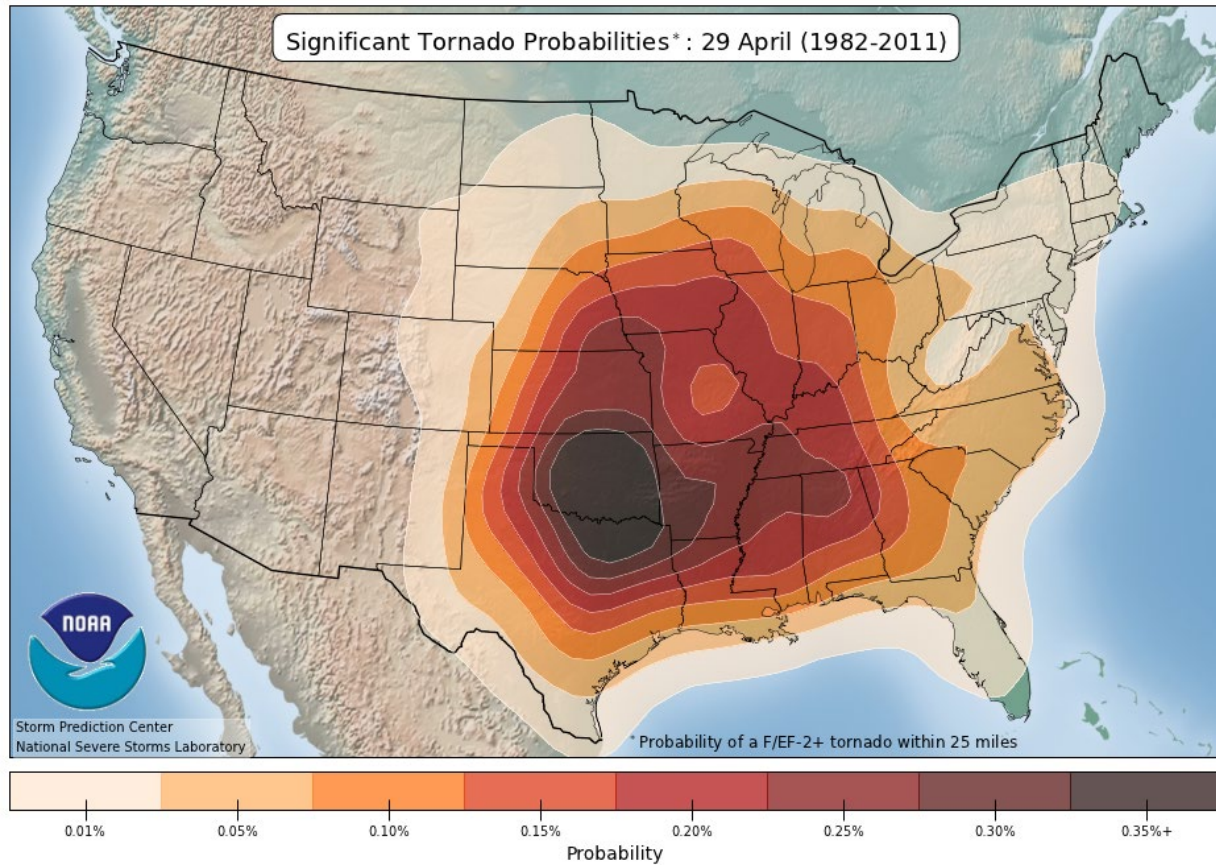 Significant Tornado Probabilities*: 29 April (1982-2011)
NOAA
Storm Prediction Center
National Severe Storms Laboratory
* Probability of a F/EF-2+ tornado within 25 miles
0.01% 0.05% 0.10% 0.15% 0.20% 0.25% 0.30% 0.35%+
Probability